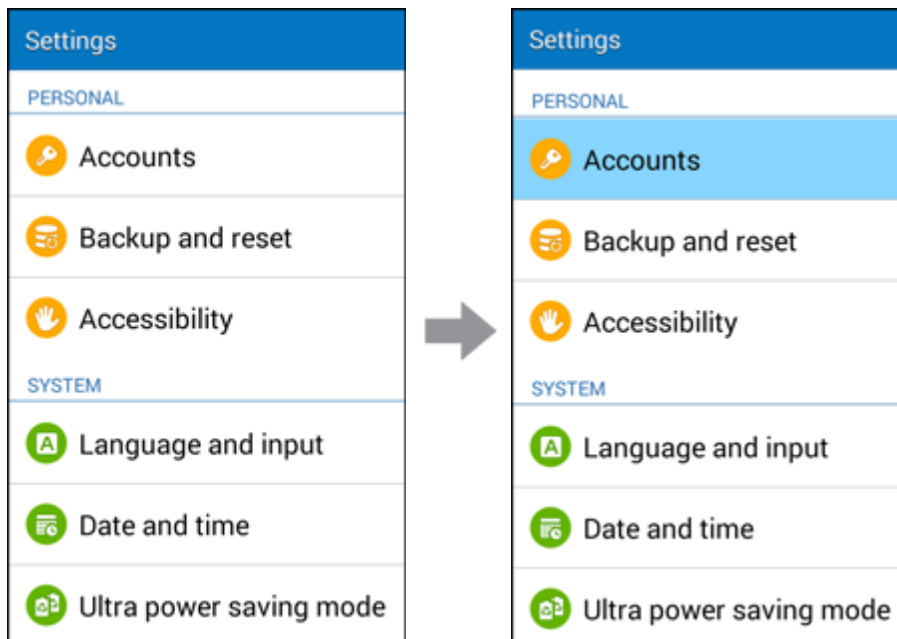 Settings
PERSONAL
Accounts
Backup and reset
Accessibility
SYSTEM
A Language and input
Date and time
Ultra power saving mode
Settings
PERSONAL
Accounts
Backup and reset
Accessibility
SYSTEM
A Language and input
Date and time
Ultra power saving mode